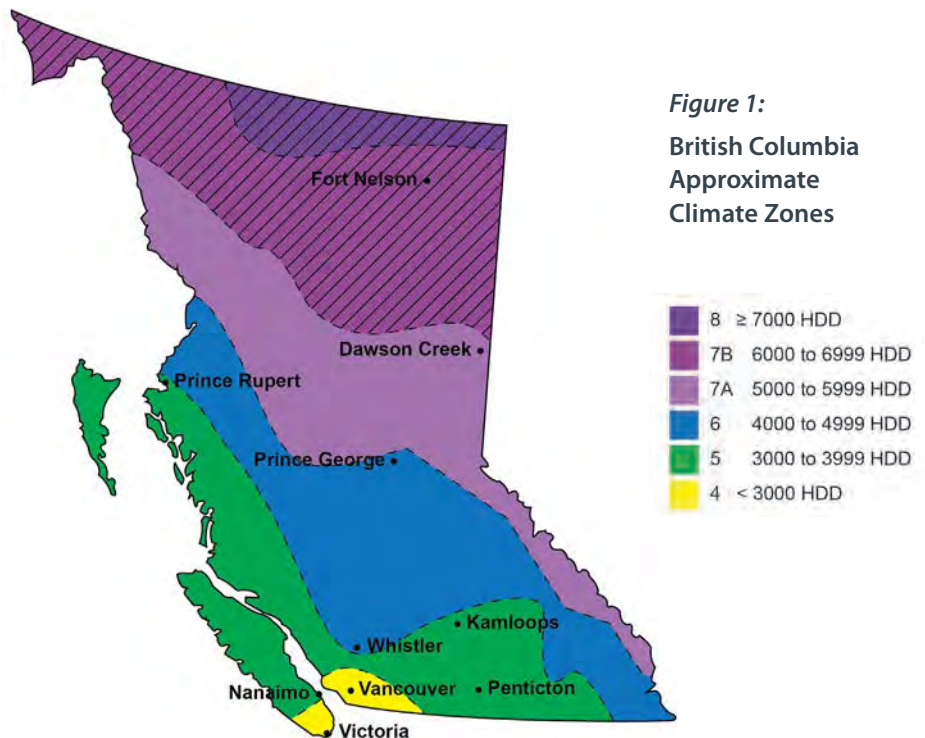 Figure 1:
British Columbia
Approximate
Climate Zones
Fort Nelson
Dawson Creek
Prince Rupert
Prince George
Kamloops
Whistler
Nanaimo
Vancouver
Penticton
Victoria
8 ≥ 7000 HDD
7B 6000 to 6999 HDD
7A 5000 to 5999 HDD
6 4000 to 4999 HDD
5 3000 to 3999 HDD
4 < 3000 HDD